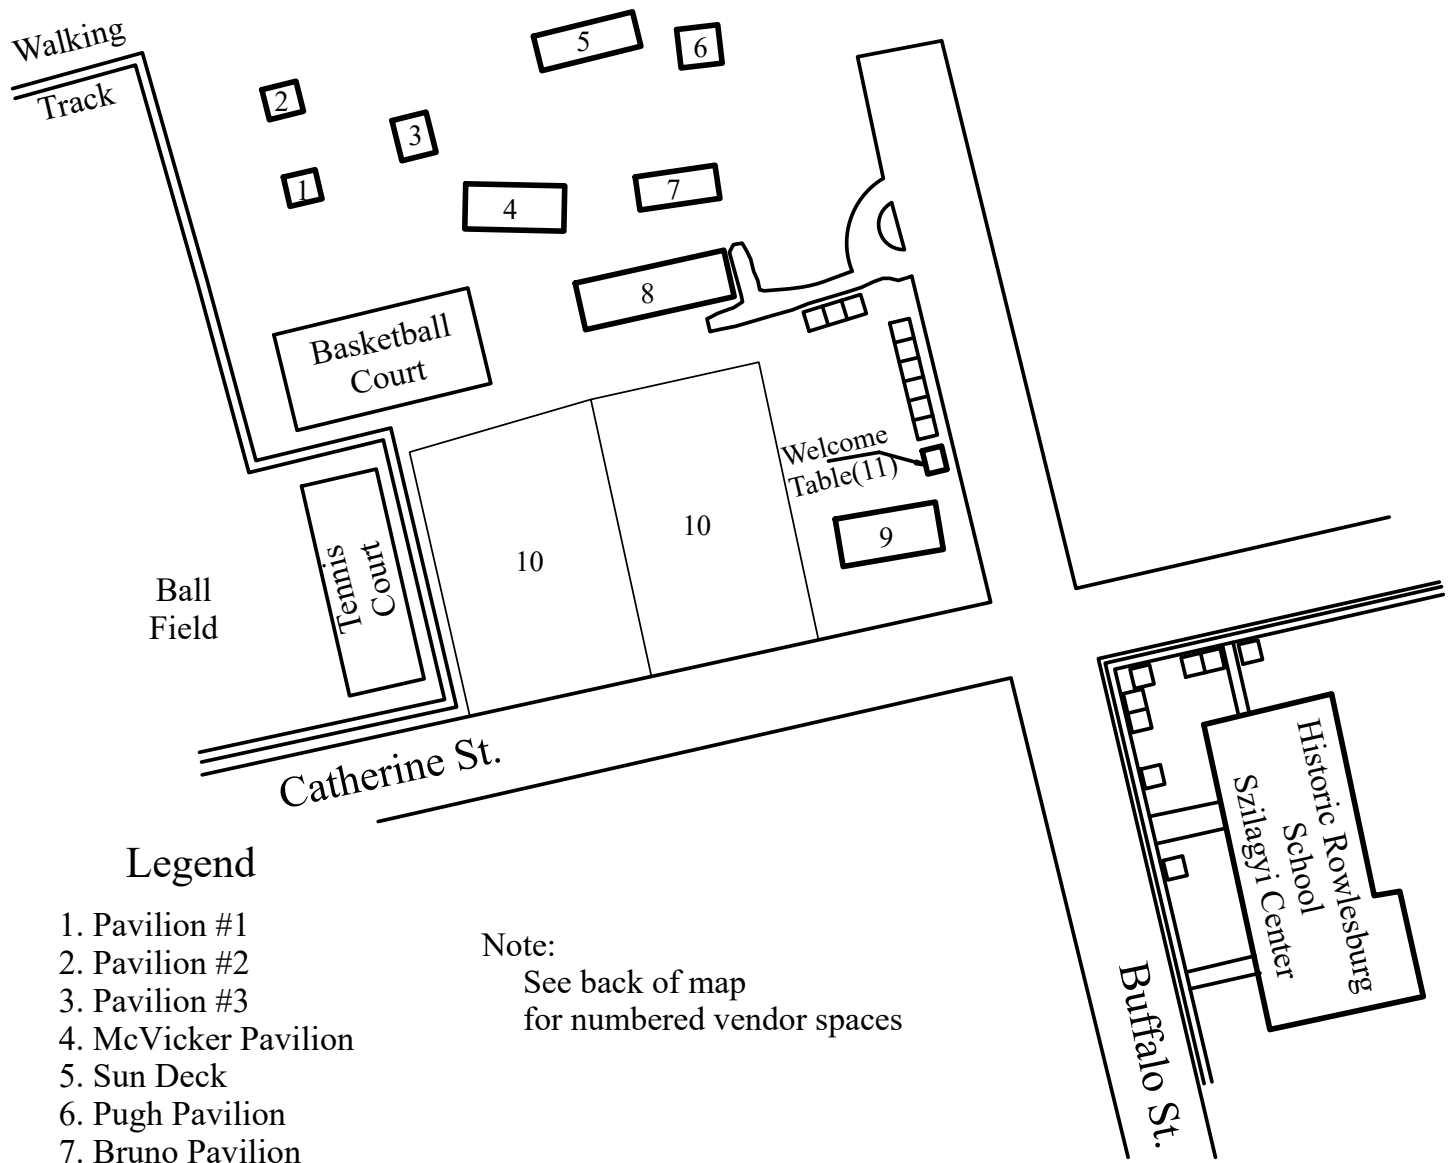 Walking
Track
5
6
2
3
1
4
7
8
Basketball
Court
Welcome
Table(11)
10
10
9
Tennis
Court
Ball
Field
Catherine St.
Historic Rowlesburg
School
Szilagyi Center
Buffalo St.
Legend
1. Pavilion #1
2. Pavilion #2
3. Pavilion #3
4. McVicker Pavilion
5. Sun Deck
6. Pugh Pavilion
7. Bruno Pavilion
Note:
See back of map
for numbered vendor spaces